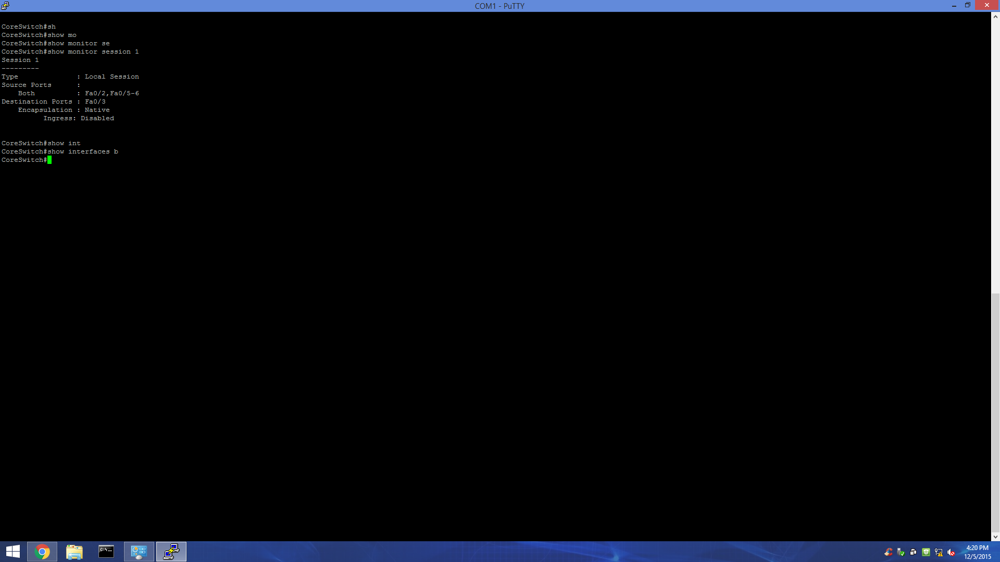 COM1 - PuTTY
CoreSwitch#sh
CoreSwitch#show mo
CoreSwitch#show monitor se
CoreSwitch#show monitor session 1
Session 1
---------
Type              : Local Session
Source Ports      :
    Both          : Fa0/2,Fa0/5-6
Destination Ports : Fa0/3
    Encapsulation : Native
          Ingress: Disabled
CoreSwitch#show int
CoreSwitch#show interfaces b
CoreSwitch#
C:\.
4:20 PM
12/5/2015